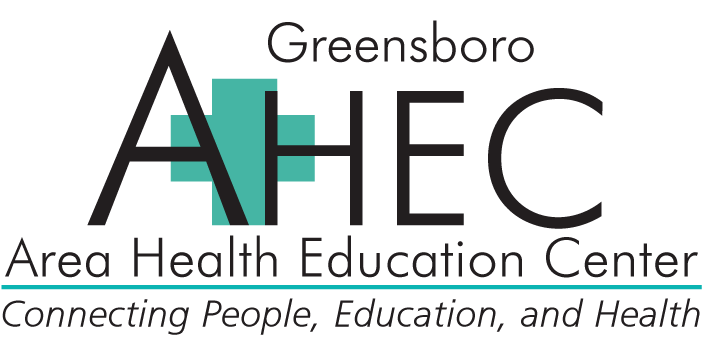 Greensboro
AHEC
Area Health Education Center
Connecting People, Education, and Health